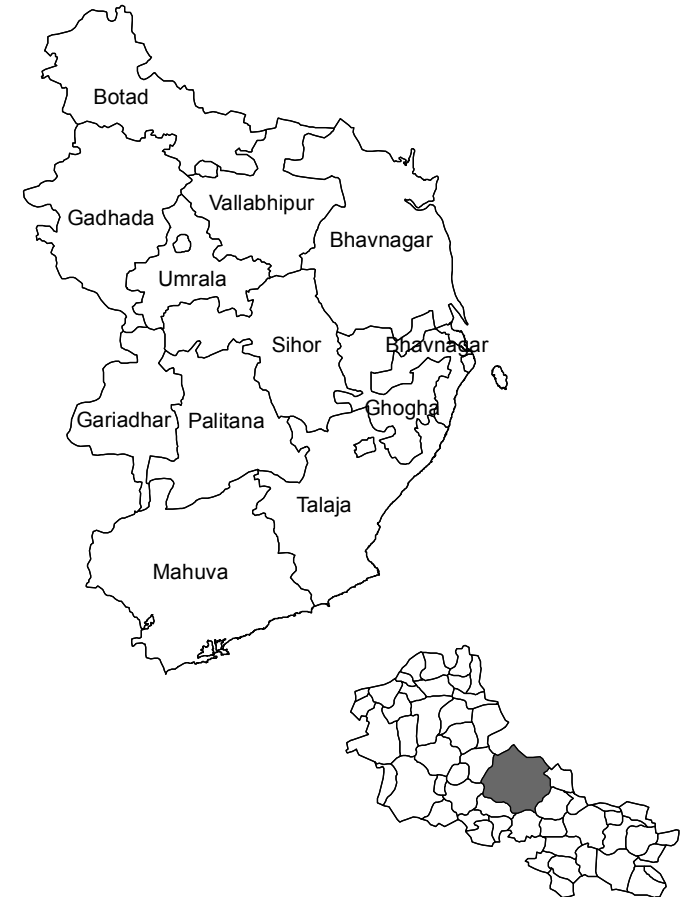 Botad
Vallabhipur
Gadhada
Bhavnagar
Umrala
Sihor
Bhavnagar
Ghogha
Gariadhar
Palitana
Talaja
Mahuva